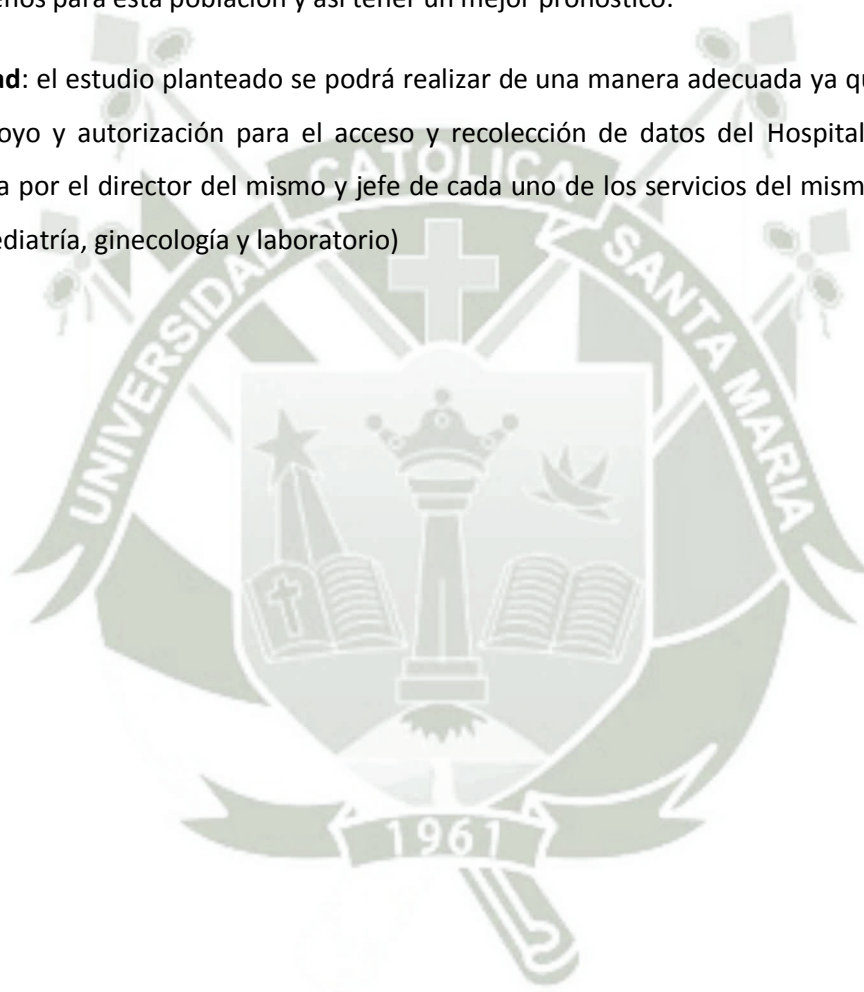 enos para esta población y así tener un mejor pronóstico.
ad: el estudio planteado se podrá realizar de una manera adecuada ya qu
oyo y autorización para el acceso y recolección de datos del Hospital
a por el director del mismo y jefe de cada uno de los servicios del mism
ediatría, ginecología y laboratorio)
UNIVERSIDAD CATOLICA SANTA MARIA
1961